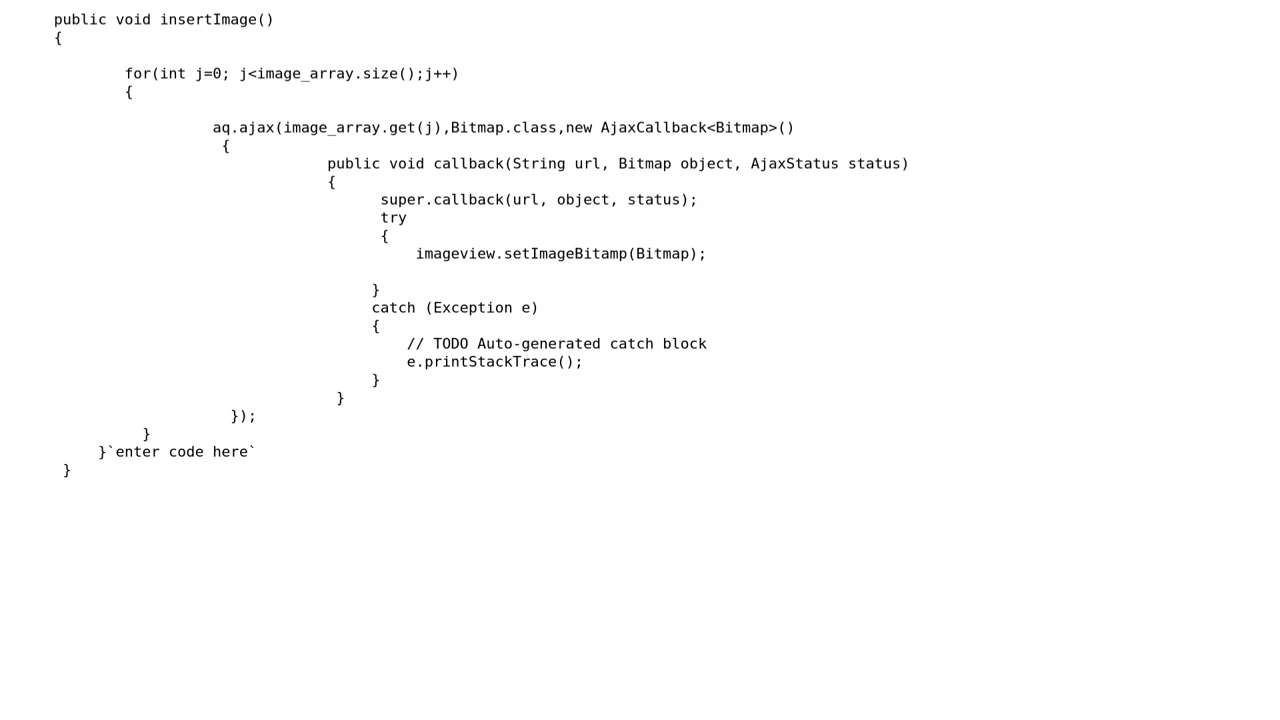 public void insertImage()
{
for(int j=0; j<image_array.size();j++)
{
aq.ajax(image_array.get(j),Bitmap.class,new AjaxCallback<Bitmap>()
{
public void callback(String url, Bitmap object, AjaxStatus status)
{
super.callback(url, object, status);
try
{
imageview.setImageBitamp(Bitmap);
}
catch (Exception e)
{
// TODO Auto-generated catch block
e.printStackTrace();
}
}
});
}
}`enter code here`
}